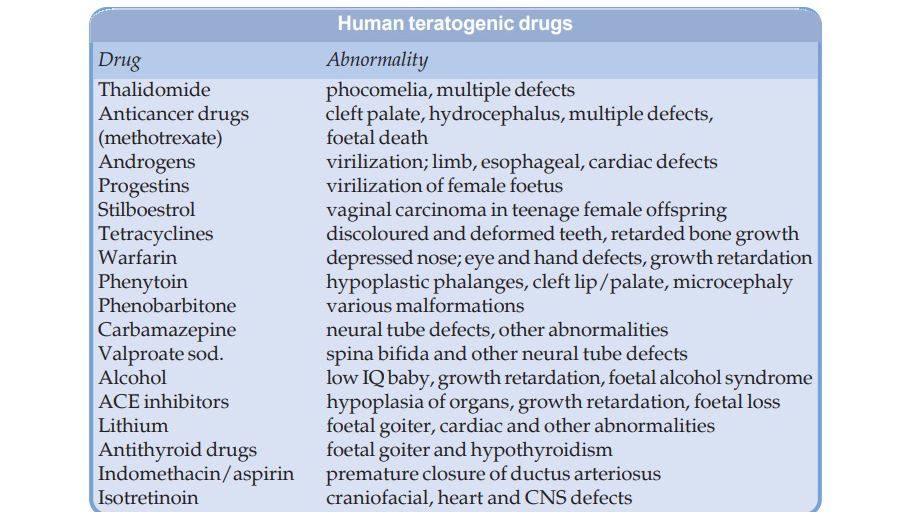 Human teratogenic drugs
Drug Abnormality
Thalidomide phocomelia, multiple defects
Anticancer drugs cleft palate, hydrocephalus, multiple defects,
(methotrexate) foetal death
Androgens virilization; limb, esophageal, cardiac defects
Progestins virilization of female foetus
Stilboestrol vaginal carcinoma in teenage female offspring
Tetracyclines discoloured and deformed teeth, retarded bone growth
Warfarin depressed nose; eye and hand defects, growth retardation
Phenytoin hypoplastic phalanges, cleft lip/palate, microcephaly
Phenobarbitone various malformations
Carbamazepine neural tube defects, other abnormalities
Valproate sod. spina bifida and other neural tube defects
Alcohol low IQ baby, growth retardation, foetal alcohol syndrome
ACE inhibitors hypoplasia of organs, growth retardation, foetal loss
Lithium foetal goiter, cardiac and other abnormalities
Antithyroid drugs foetal goiter and hypothyroidism
Indomethacin/aspirin premature closure of ductus arteriosus
Isotretinoin craniofacial, heart and CNS defects